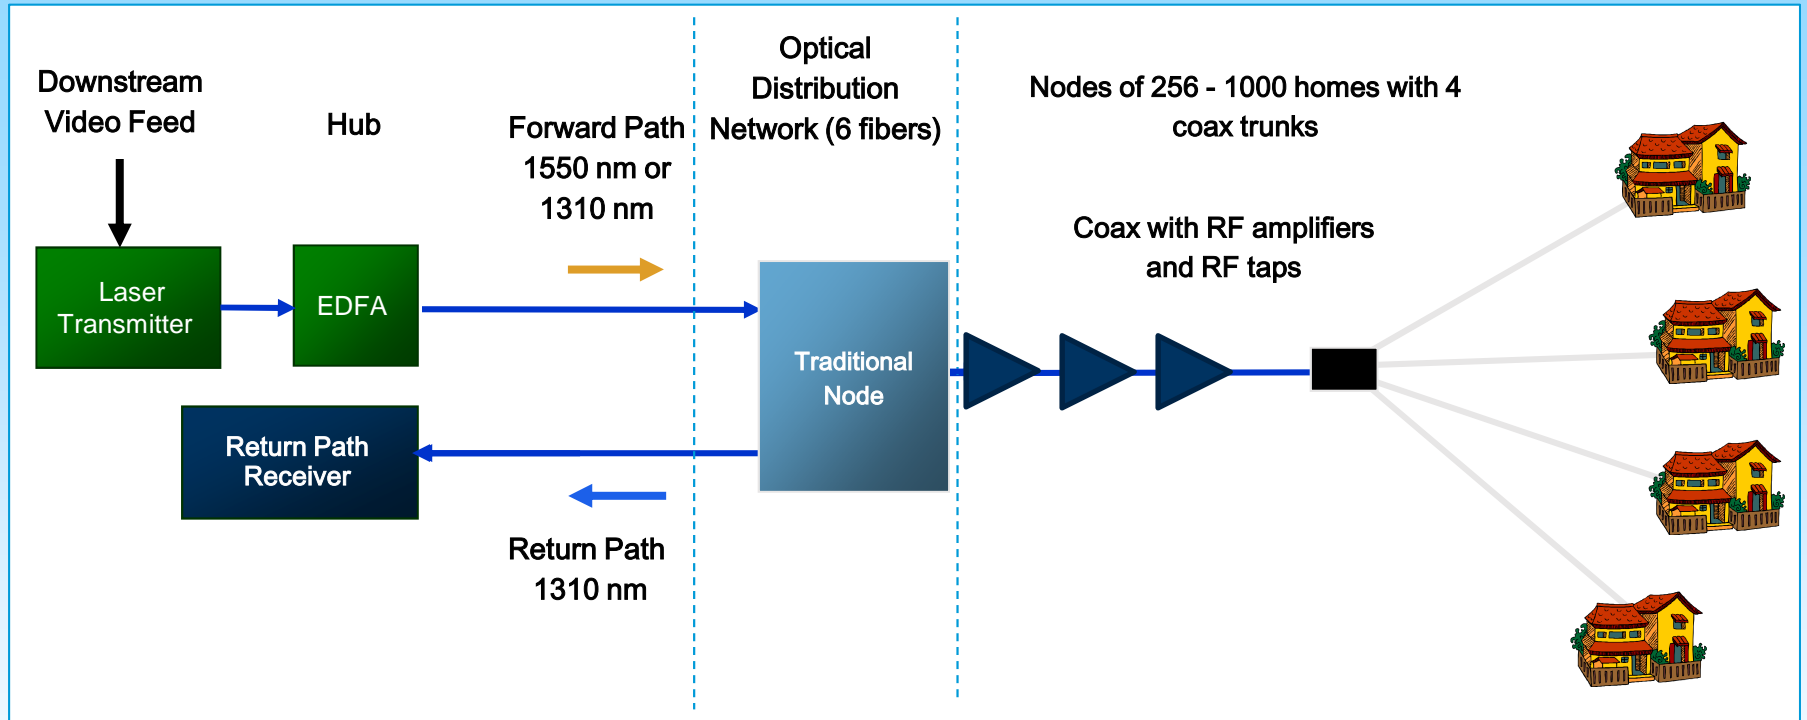 Downstream
Video Feed
Hub
Forward Path
1550 nm or
1310 nm
Optical
Distribution
Network (6 fibers)
Nodes of 256 - 1000 homes with 4
coax trunks
Coax with RF amplifiers
and RF taps
Laser
Transmitter
EDFA
Traditional
Node
Return Path
Receiver
Return Path
1310 nm